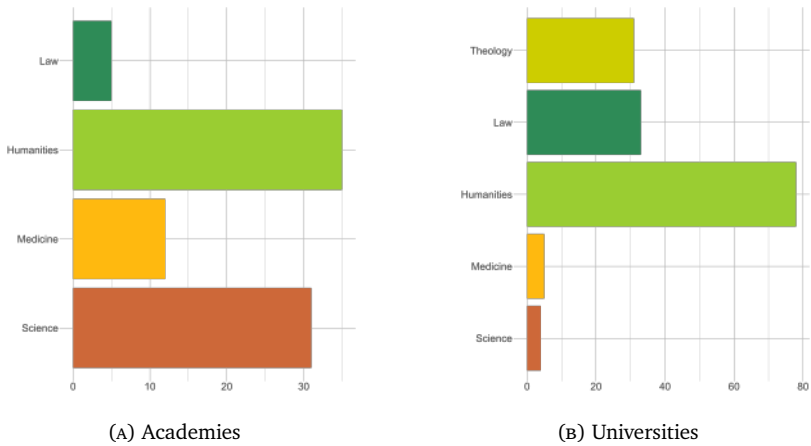 Law
Humanities
Medicine
Science
0 10 20 30
(A) Academies
Theology
Law
Humanities
Medicine
Science
0 20 40 60 80
(B) Universities